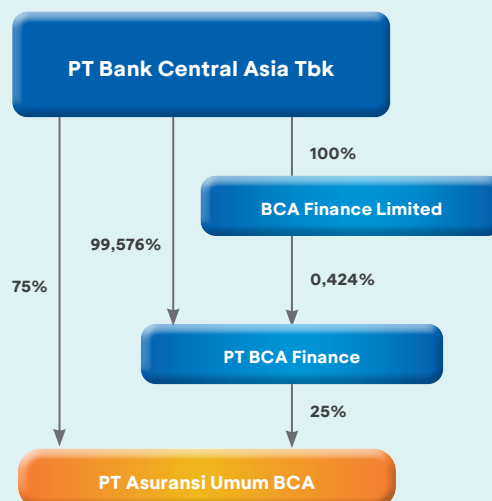 PT Bank Central Asia Tbk
100%
BCA Finance Limited
99,576%
75%
0,424%
PT BCA Finance
25%
PT Asuransi Umum BCA